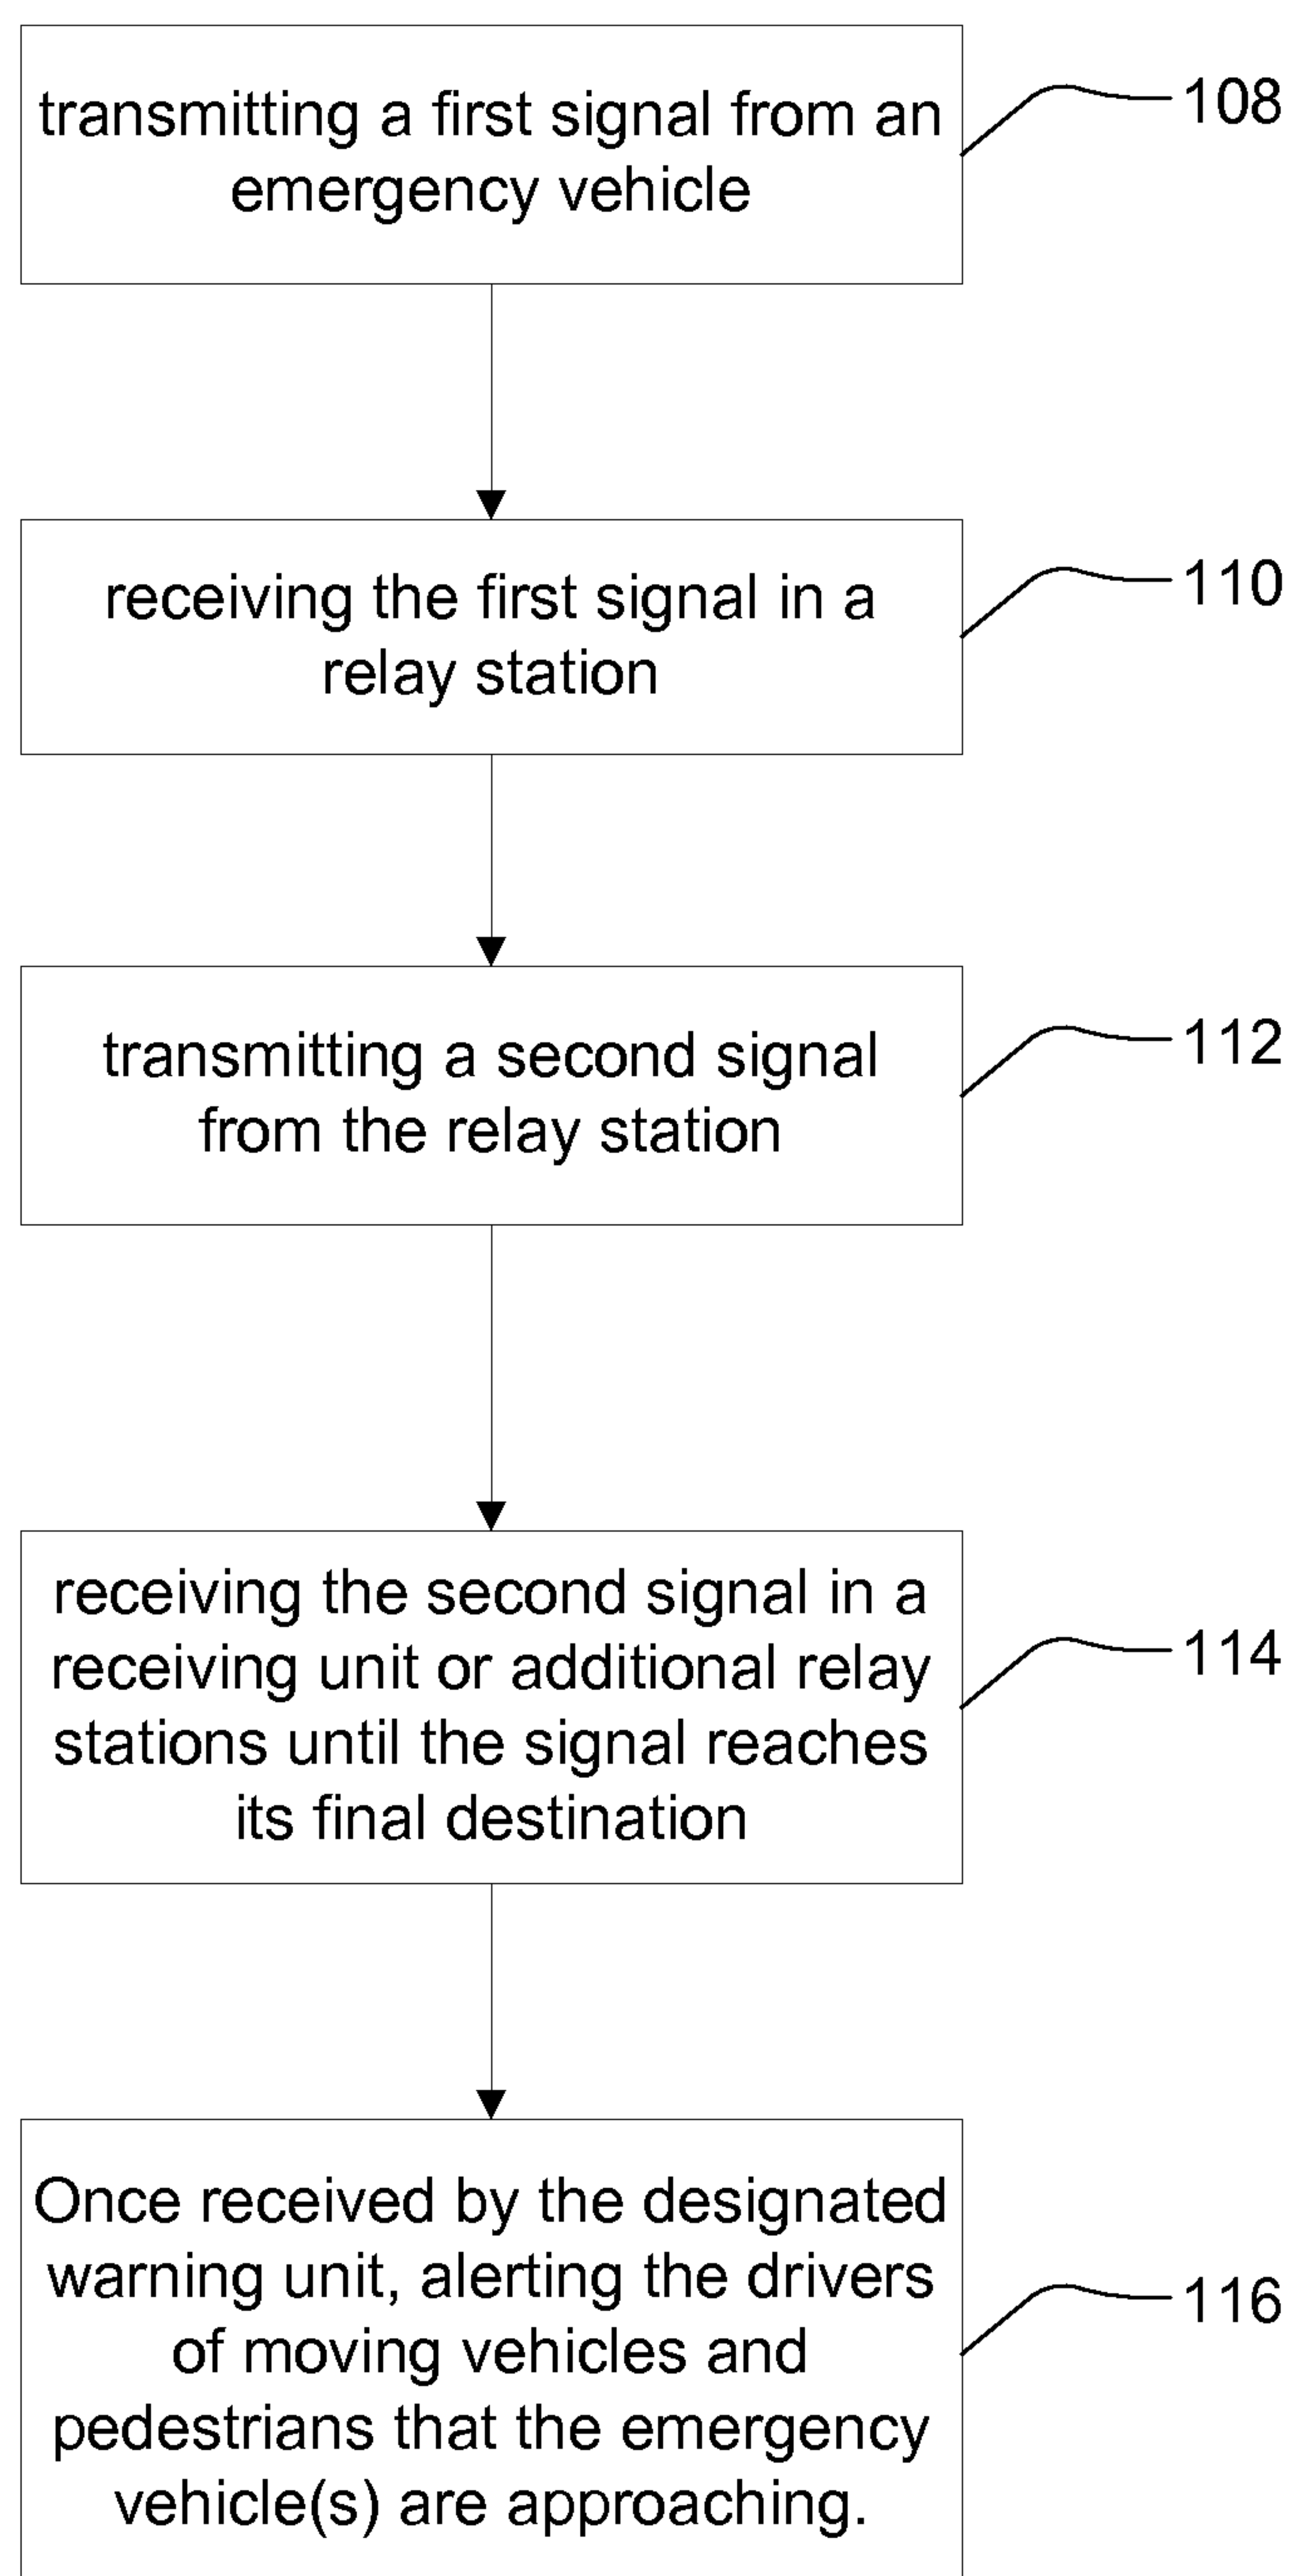 transmitting a first signal from an
emergency vehicle
108
receiving the first signal in a
relay station
110
transmitting a second signal
from the relay station
112
receiving the second signal in a
receiving unit or additional relay
stations until the signal reaches
its final destination
114
Once received by the designated
warning unit, alerting the drivers
of moving vehicles and
pedestrians that the emergency
vehicle(s) are approaching.
116